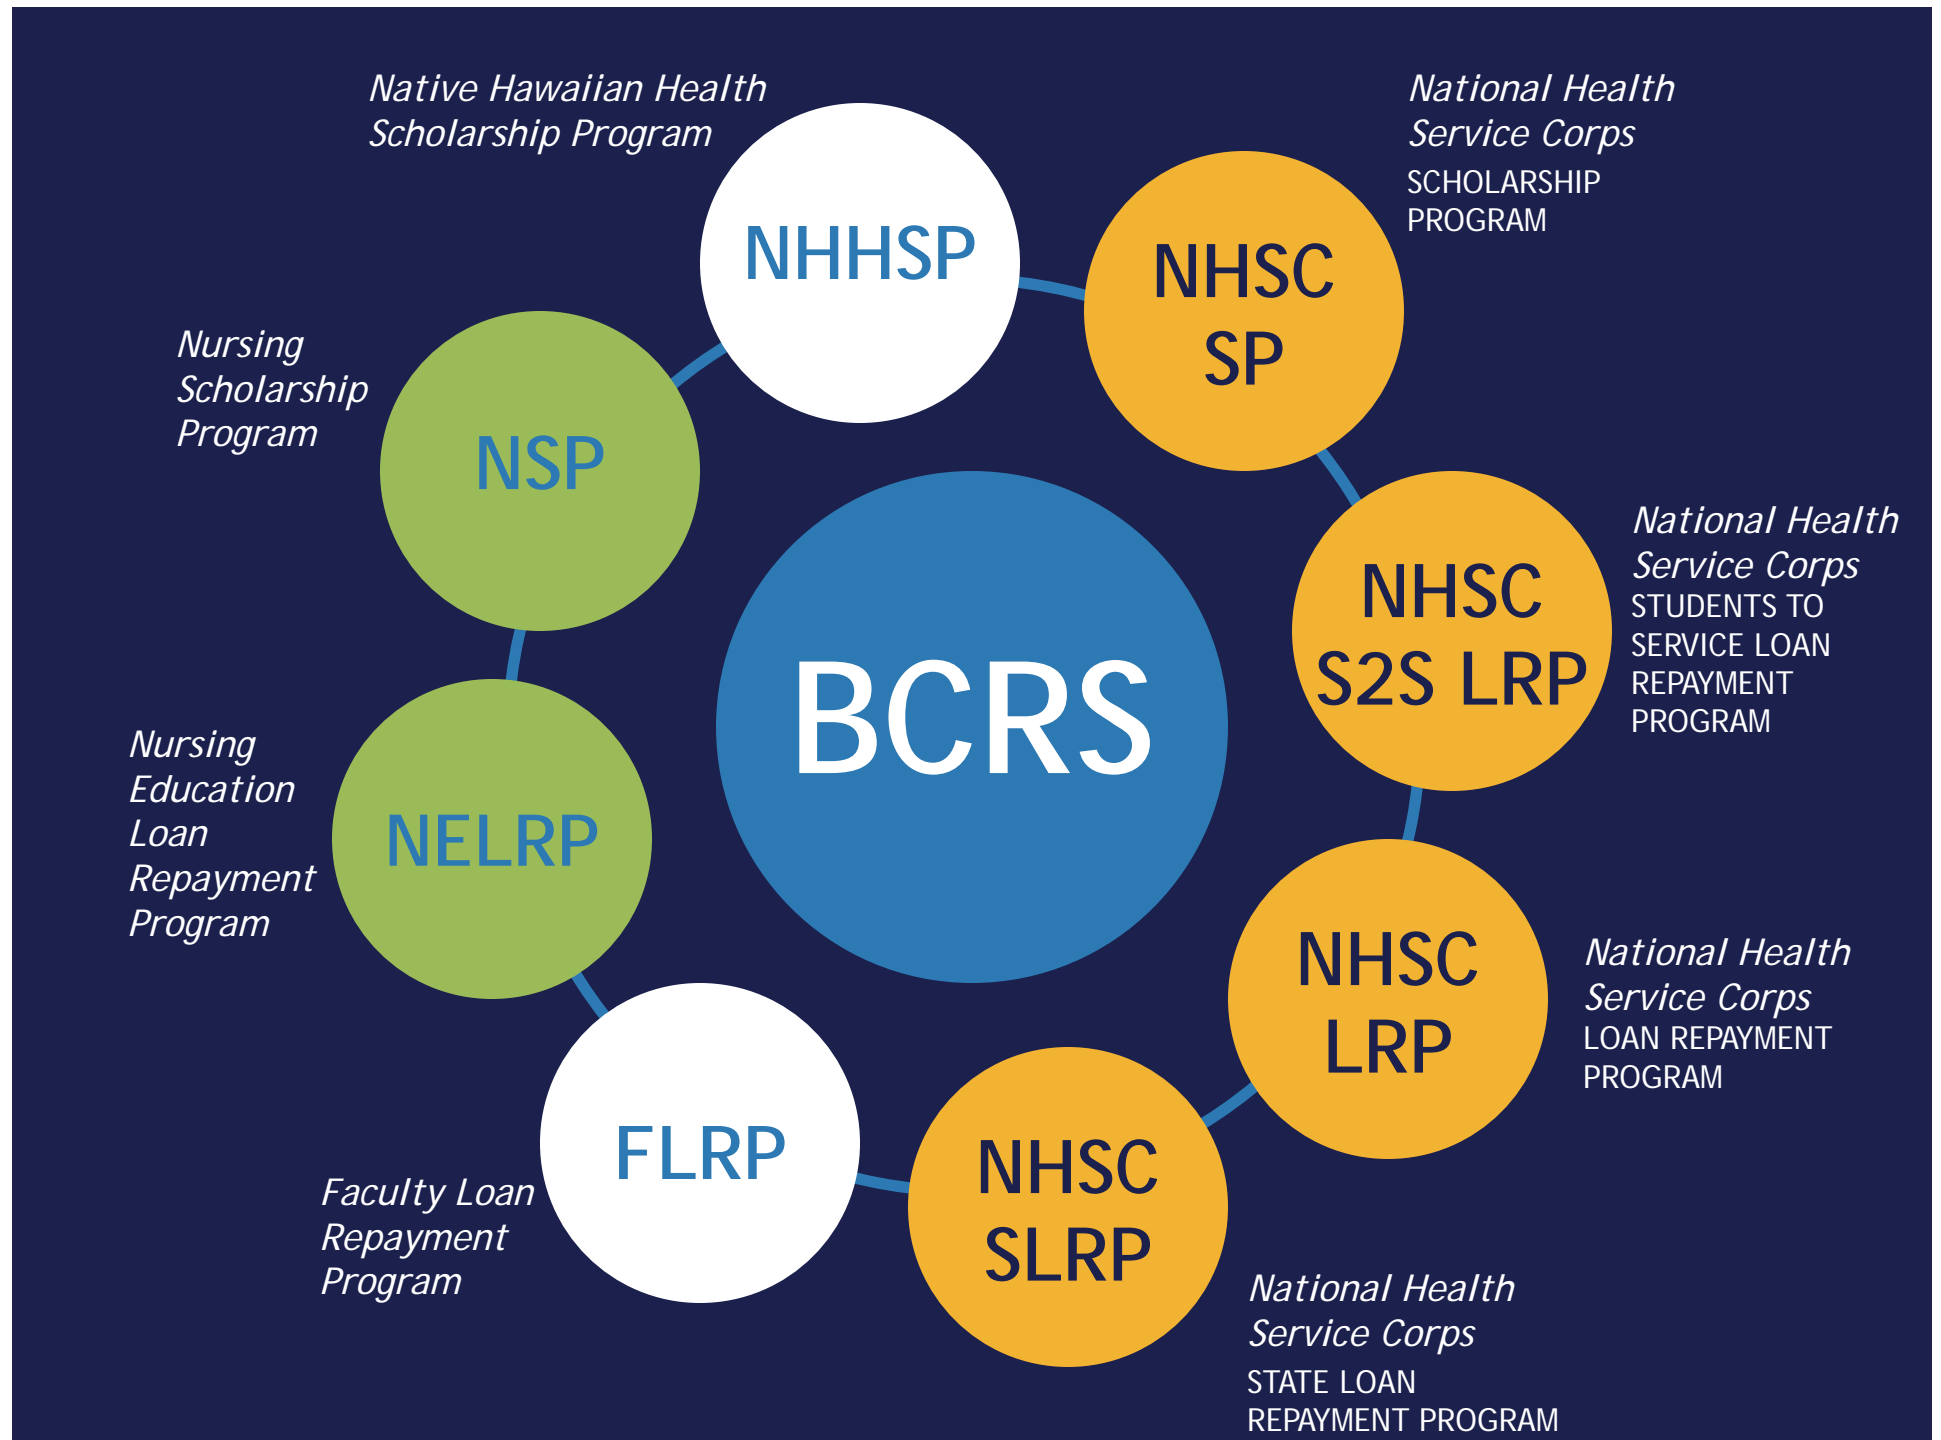 Native Hawaiian Health
Scholarship Program
NHHSP
National Health
Service Corps
SCHOLARSHIP
PROGRAM
NHSC
SP
Nursing
Scholarship
Program
NSP
National Health
Service Corps
STUDENTS TO
SERVICE LOAN
REPAYMENT
PROGRAM
NHSC
S2S LRP
BCRS
Nursing
Education
Loan
Repayment
Program
NELRP
National Health
Service Corps
LOAN REPAYMENT
PROGRAM
NHSC
LRP
Faculty Loan
Repayment
Program
FLRP
NHSC
SLRP
National Health
Service Corps
STATE LOAN
REPAYMENT PROGRAM